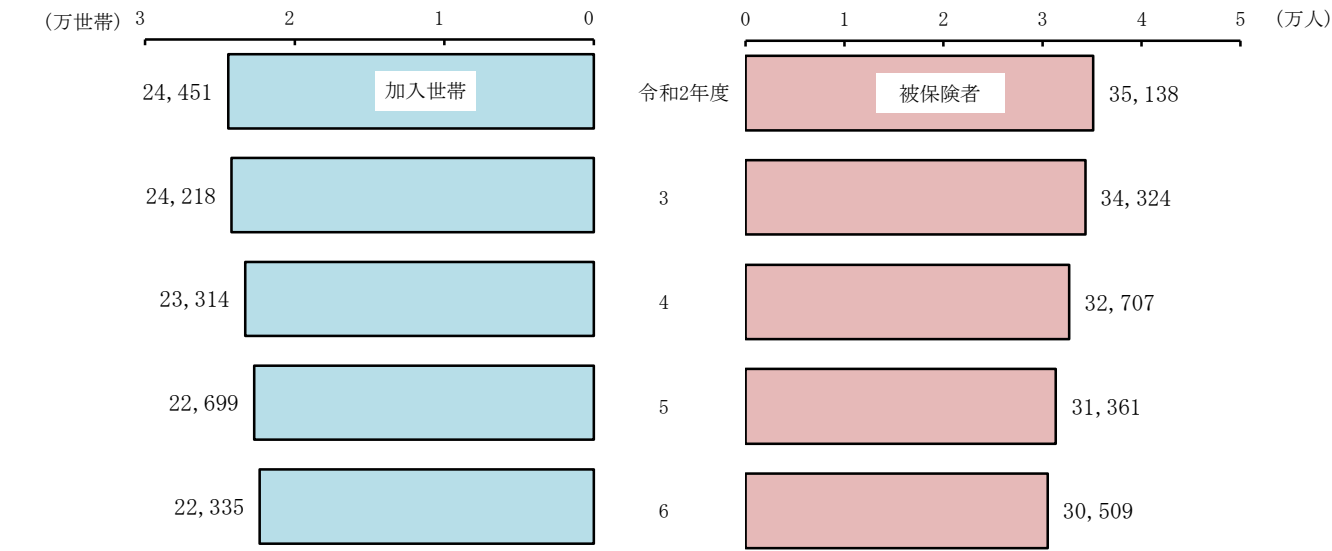 （万世帯） 3 2 1 0 0 1 2 3 4 5 （万人）
24,451 加入世帯 令和2年度 被保険者 35,138
24,218 3 34,324
23,314 4 32,707
22,699 5 31,361
22,335 6 30,509